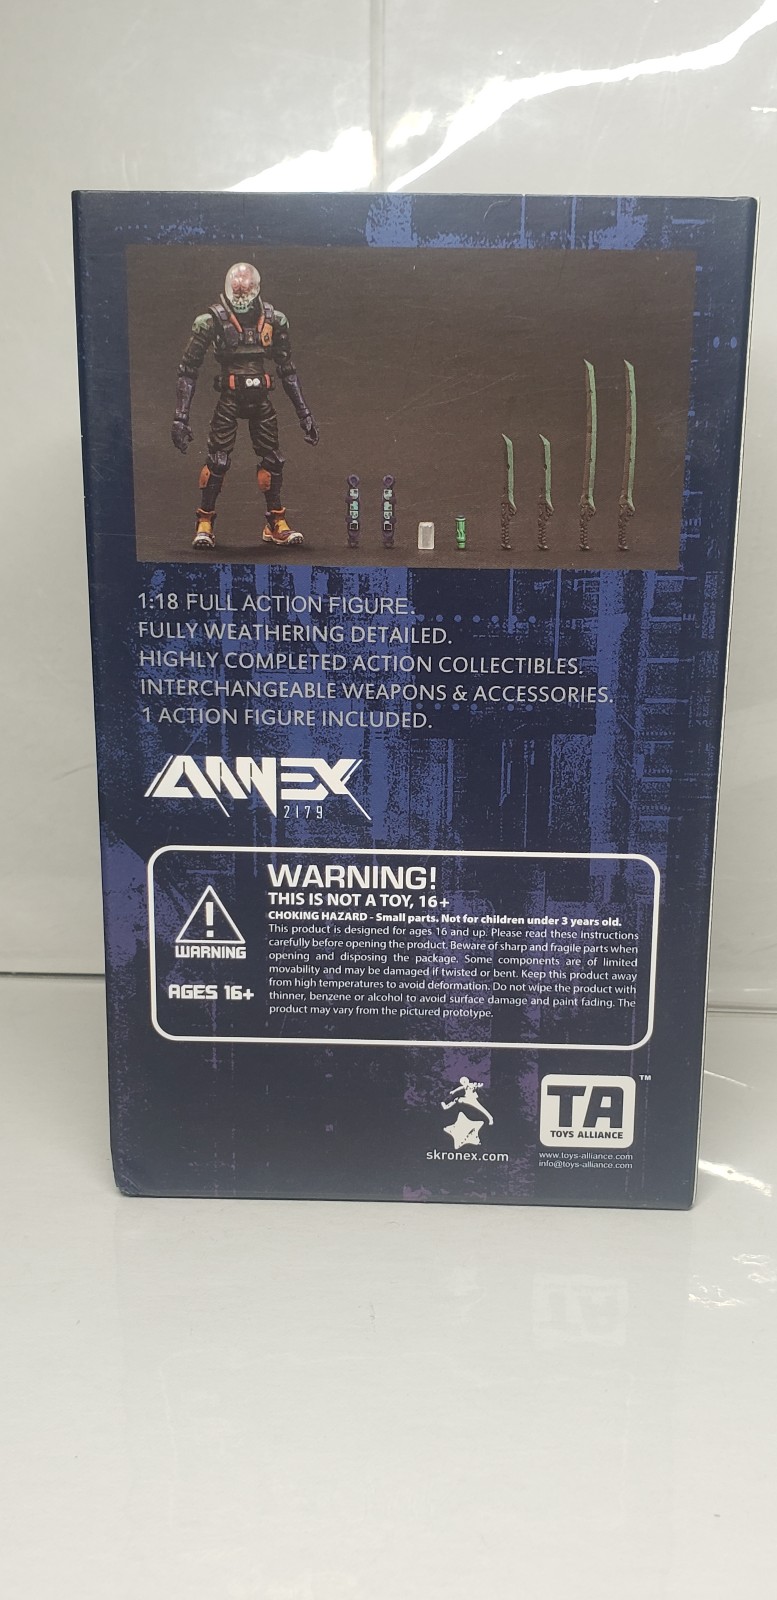 1:18 FULL ACTION FIGURE.
FULLY WEATHERING DETAILED.
HIGHLY COMPLETED ACTION COLLECTIBLES.
INTERCHANGEABLE WEAPONS & ACCESSORIES.
1 ACTION FIGURE INCLUDED.
ANNEX
2179
WARNING!
THIS IS NOT A TOY, 16+
CHOKING HAZARD - Small parts. Not for children under 3 years old.
This product is designed for ages 16 and up. Please read these instructions
carefully before opening the product. Beware of sharp and fragile parts when
opening and disposing the package. Some components are of limited
movability and may be damaged if twisted or bent. Keep this product away
from high temperatures to avoid deformation. Do not wipe the product with
thinner, benzene or alcohol to avoid surface damage and paint fading. The
product may vary from the pictured prototype.
!
WARNING
AGES 16+
skronex.com
TA
TM
TOYS ALLIANCE
www.toys-alliance.com
info@toys-alliance.com